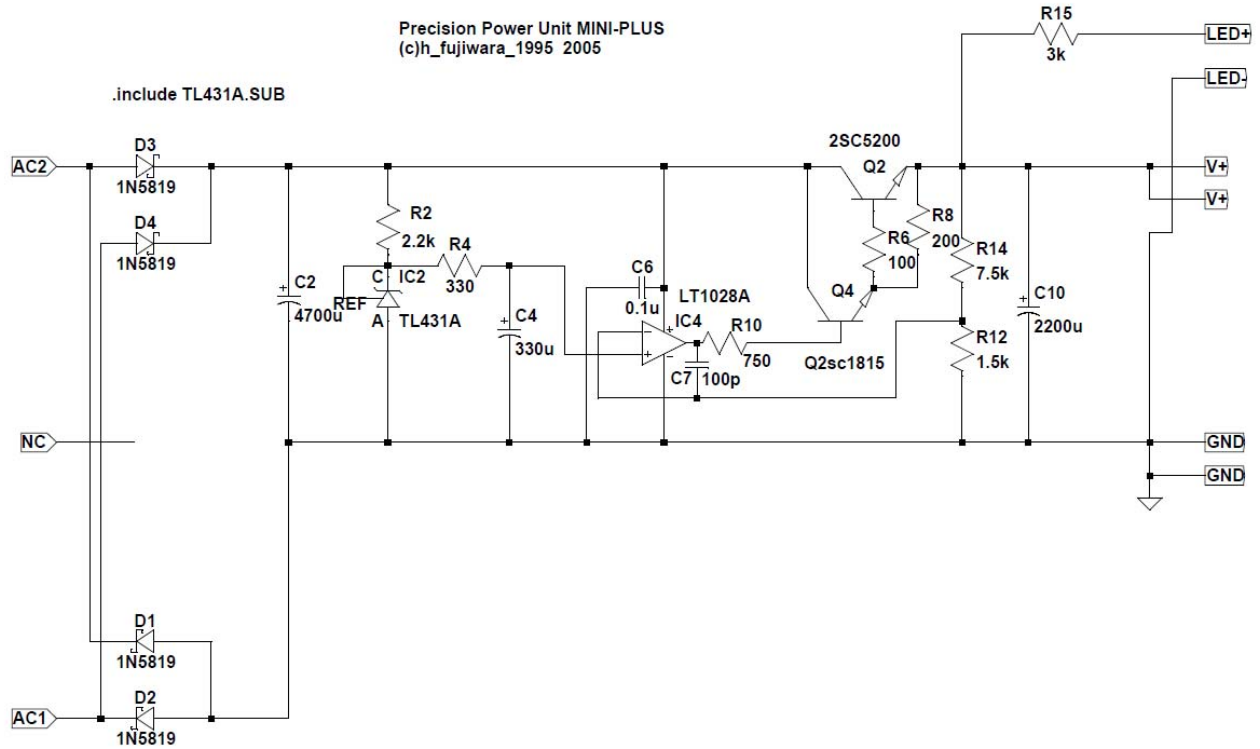 Precision Power Unit MINI-PLUS
(c)h_fujiwara_1995 2005
.include TL431A.SUB
R15
3k
LED+
LED-
AC2
D3
1N5819
D4
1N5819
2SC5200
Q2
V+
V+
R2
2.2k
R4
330
C IC2
REF
A TL431A
C2
4700u
C4
330u
C6
0.1u
LT1028A
IC4
R10
750
C7 100p
Q4
Q2sc1815
R6
100
R8
200
R14
7.5k
R12
1.5k
C10
2200u
NC
GND
GND
D1
1N5819
AC1
D2
1N5819